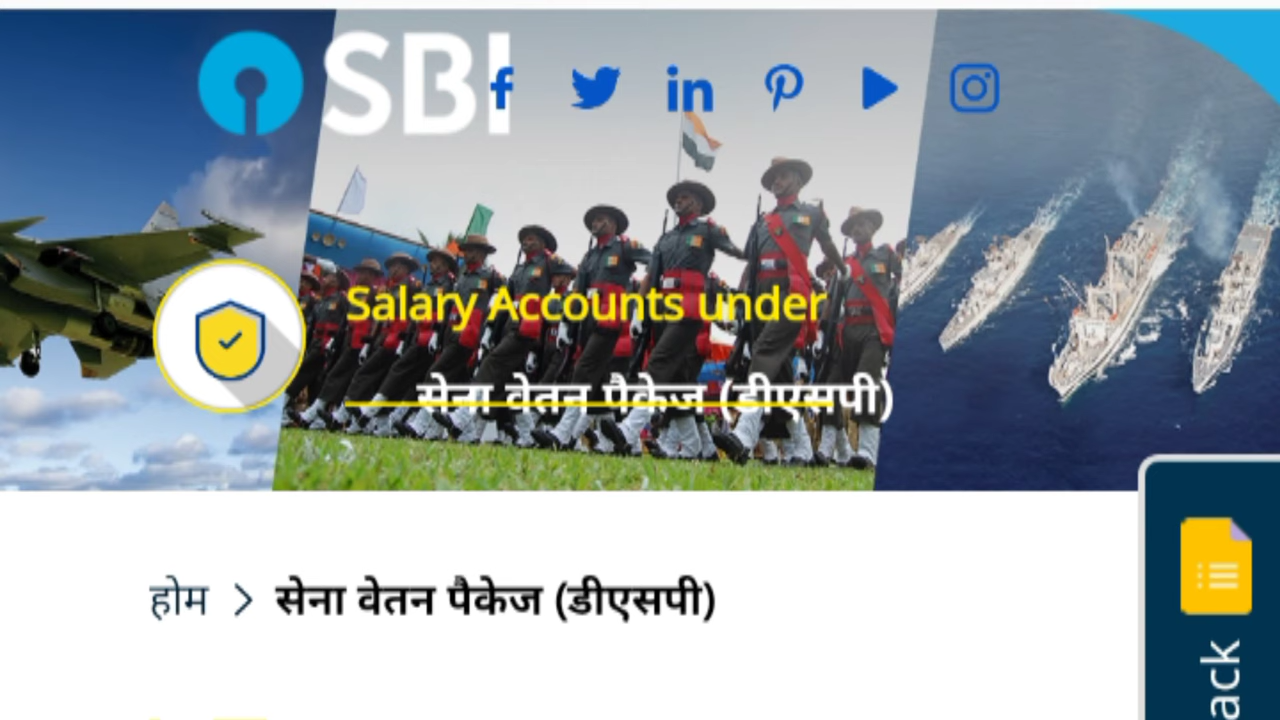 SBI
Salary Accounts under
सेना वेतन पैकेज (डीएसपी)
होम > सेना वेतन पैकेज (डीएसपी)
ack